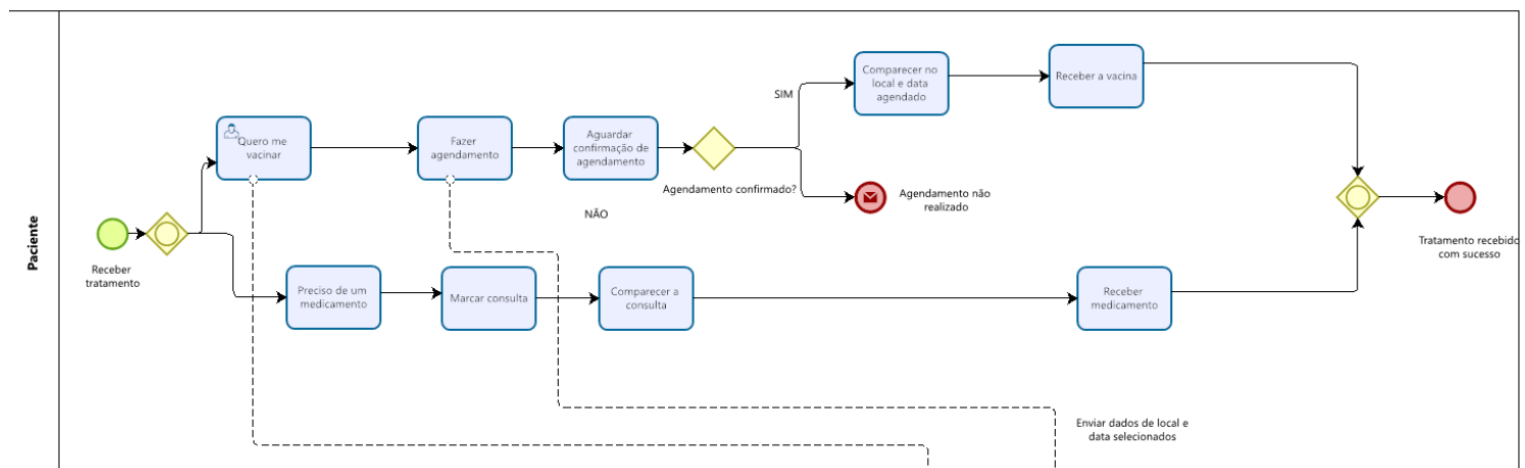 Paciente
Receber
tratamento
Quero me
vacinar
Fazer
agendamento
Aguardar
confirmação de
agendamento
Agendamento confirmado?
SIM
NÃO
Comparecer no
local e data
agendado
Receber a vacina
Agendamento não
realizado
Preciso de um
medicamento
Marcar consulta
Comparecer a
consulta
Receber
medicamento
Tratamento recebido
com sucesso
Enviar dados de local e
data selecionados